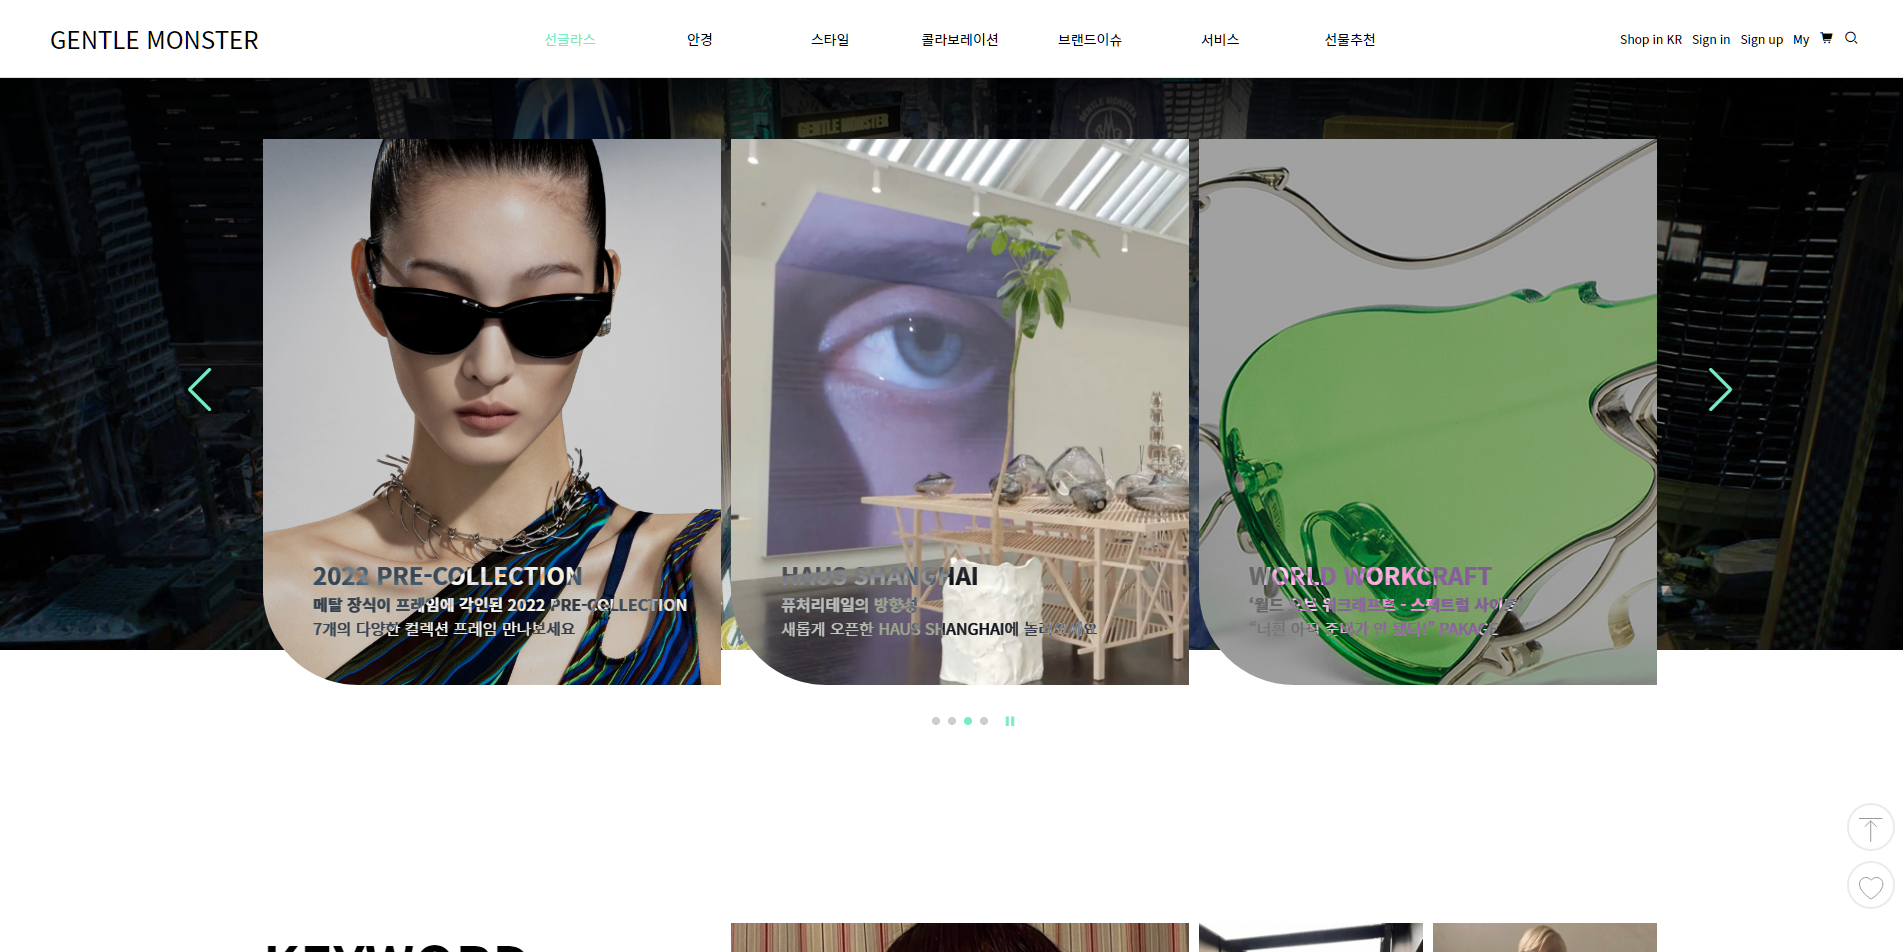 GENTLE MONSTER
선글라스
안경
스타일
콜라보레이션
브랜드이슈
서비스
선물추천
Shop in KR
Sign in
Sign up
My
GENTLE MONSTER
GENTLE MONSTER
2022 PRE-COLLECTION
메탈 장식이 프레임에 각인된 2022 PRE-COLLECTION
7개의 다양한 컬렉션 프레임 만나보세요
HAUS SHANGHAI
퓨처리테일의 방향성
새롭게 오픈한 HAUS SHANGHAI에 놀러오세요
WORLD WORKCRAFT
‘월드 오브 워크래프트 - 스펙트럴 사이트’
“너흰 아직 준비가 안 됐다!” PAKAGE
KEYWORD